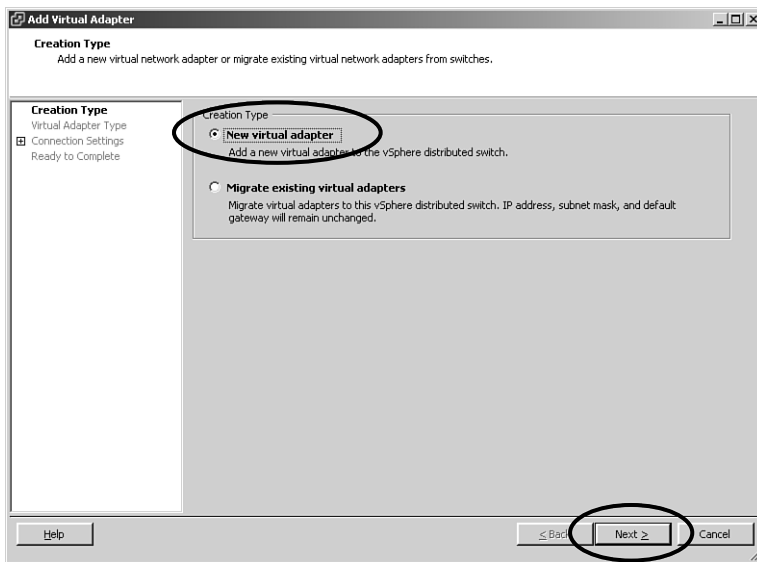 Add Virtual Adapter
Creation Type
Add a new virtual network adapter or migrate existing virtual network adapters from switches.
Creation Type
Virtual Adapter Type
Connection Settings
Ready to Complete
Creation Type
New virtual adapter
Add a new virtual adapter to the vSphere distributed switch.
Migrate existing virtual adapters
Migrate virtual adapters to this vSphere distributed switch. IP address, subnet mask, and default
gateway will remain unchanged.
Help
< Back
Next >
Cancel